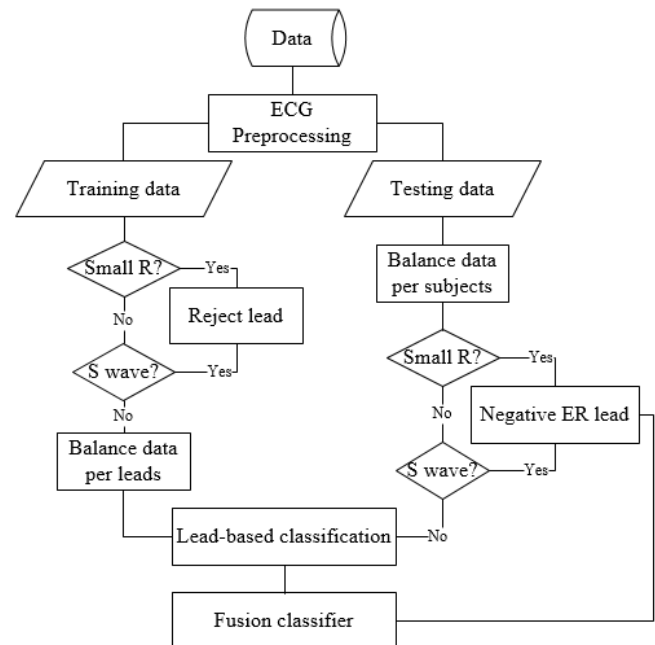 Data
ECG
Preprocessing
Training data
Testing data
Small R?
Yes
Reject lead
No
S wave?
Yes
No
Balance data
per leads
Balance data
per subjects
Small R?
Yes
Negative ER lead
No
S wave?
Yes
No
Lead-based classification
Fusion classifier